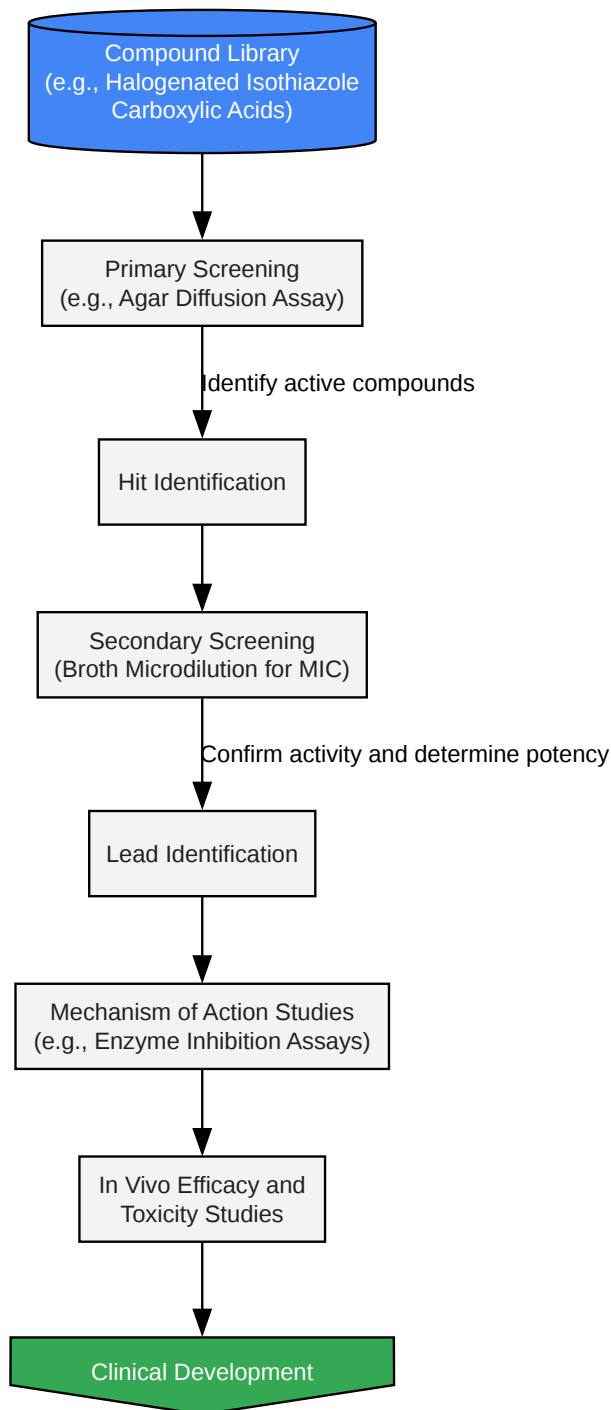 Compound Library
(e.g., Halogenated Isothiazole
Carboxylic Acids)
Primary Screening
(e.g., Agar Diffusion Assay)
Identify active compounds
Hit Identification
Secondary Screening
(Broth Microdilution for MIC)
Confirm activity and determine potency
Lead Identification
Mechanism of Action Studies
(e.g., Enzyme Inhibition Assays)
In Vivo Efficacy and
Toxicity Studies
Clinical Development